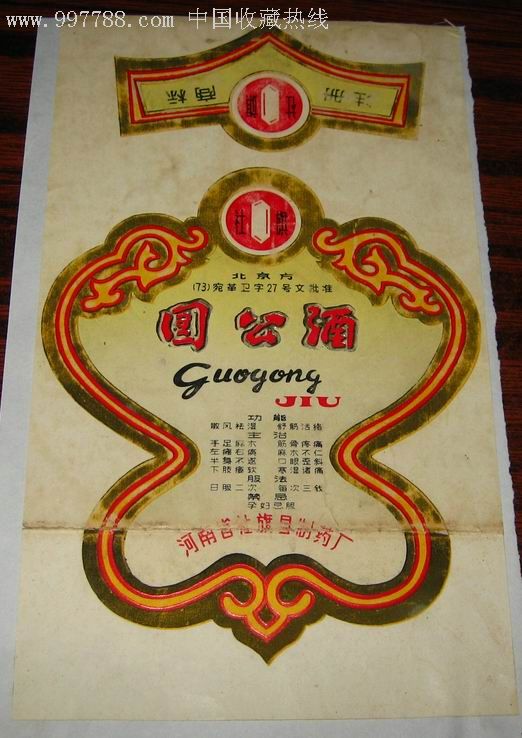 www.997788.com 中国收藏热线
注册 社旗 商标
社旗
北京方
(73)宛革卫字27号文批准
國公酒
Guogong
JIU
功能
散风祛湿 舒筋活络
主治
手足麻木 筋骨疼痛
左瘫右痪 麻木不仁
半身不遂 口眼歪斜
下肢痿软 寒湿诸痛
服法
日服二次 每次三钱
禁忌
孕妇忌服
河南省社旗县制药厂